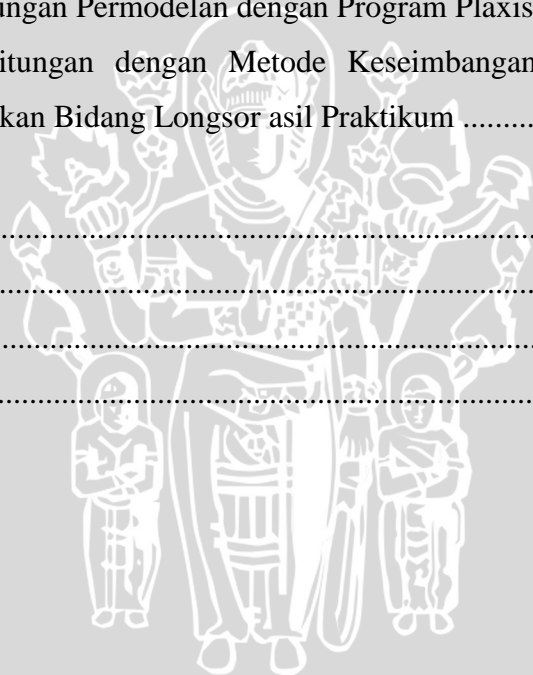 ungan Permodelan dengan Program Plaxis
itungan dengan Metode Keseimbangan
kan Bidang Longsor asil Praktikum .........
................................................
................................................
................................................
................................................